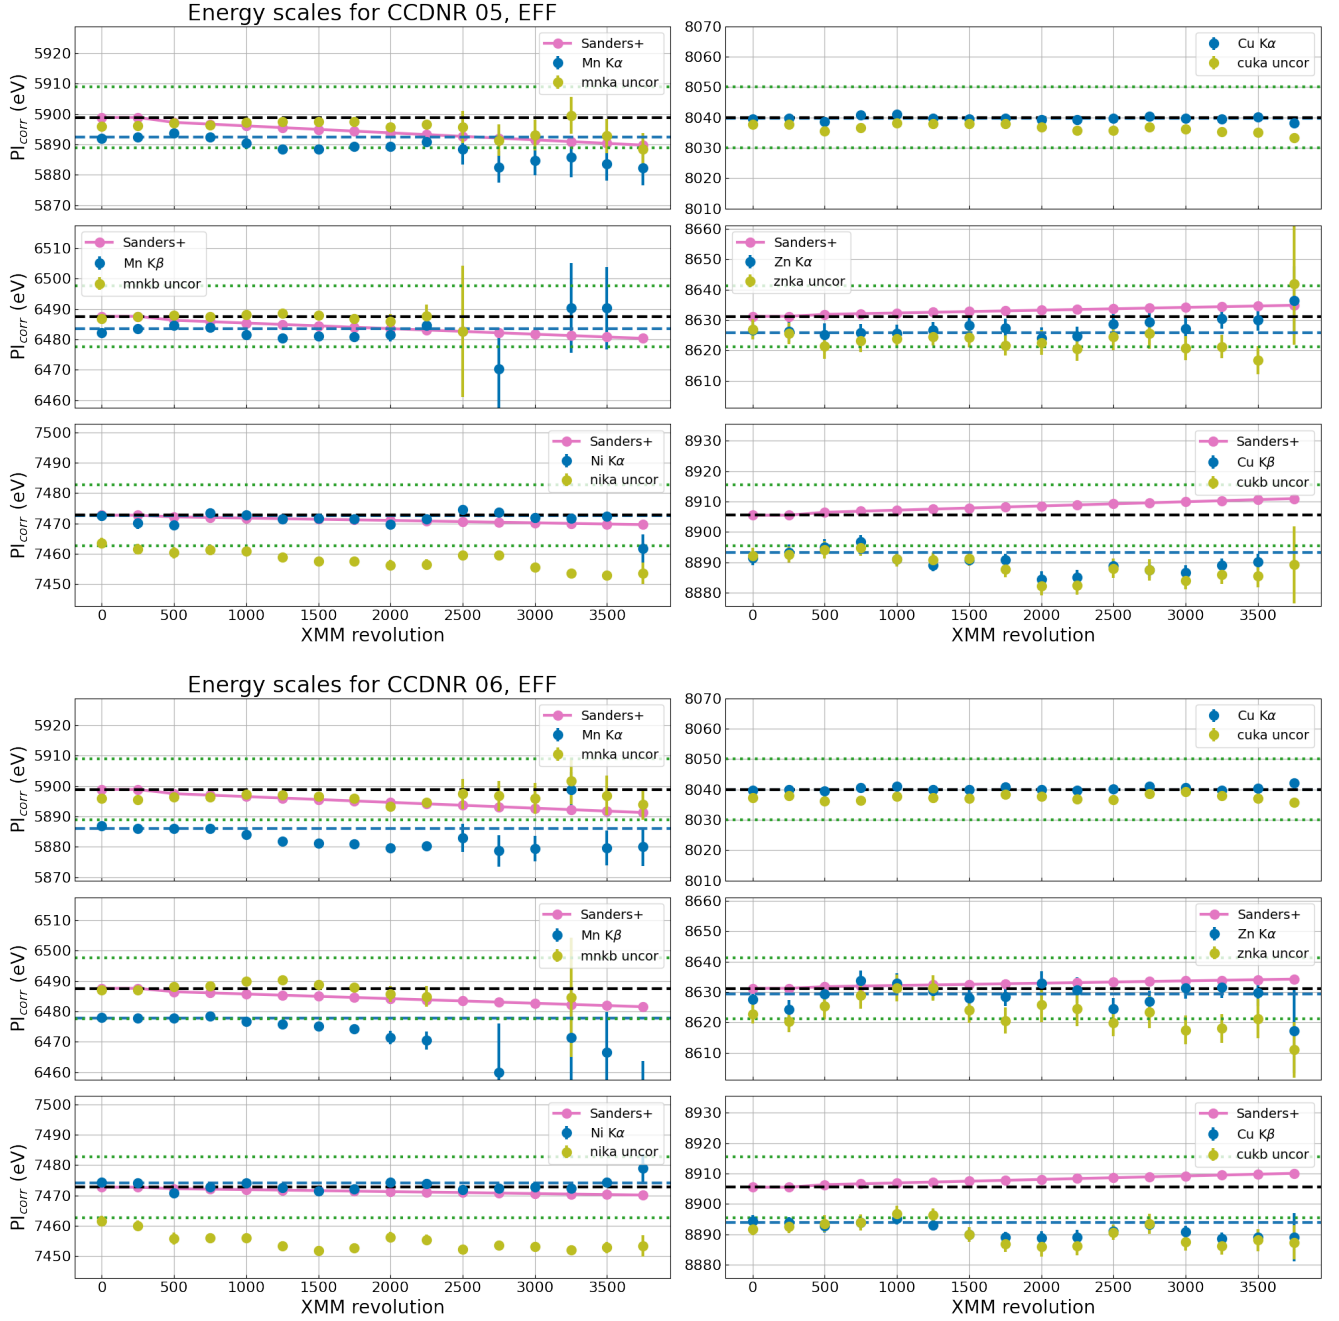 Energy scales for CCDNR 05, EFF
PI_corr (eV)
5920
5910
5900
5890
5880
5870
Sanders+
Mn Kα
mnka uncor
8070
8060
8050
8040
8030
8020
8010
Cu Kα
cuka uncor
PI_corr (eV)
6510
6500
6490
6480
6470
6460
Sanders+
Mn Kβ
mnkb uncor
8660
8650
8640
8630
8620
8610
Sanders+
Zn Kα
znka uncor
PI_corr (eV)
7500
7490
7480
7470
7460
7450
Sanders+
Ni Kα
nika uncor
0 500 1000 1500 2000 2500 3000 3500
XMM revolution
8930
8920
8910
8900
8890
8880
Sanders+
Cu Kβ
cukb uncor
0 500 1000 1500 2000 2500 3000 3500
XMM revolution
Energy scales for CCDNR 06, EFF
PI_corr (eV)
5920
5910
5900
5890
5880
5870
Sanders+
Mn Kα
mnka uncor
8070
8060
8050
8040
8030
8020
8010
Cu Kα
cuka uncor
PI_corr (eV)
6510
6500
6490
6480
6470
6460
Sanders+
Mn Kβ
mnkb uncor
8660
8650
8640
8630
8620
8610
Sanders+
Zn Kα
znka uncor
PI_corr (eV)
7500
7490
7480
7470
7460
7450
Sanders+
Ni Kα
nika uncor
0 500 1000 1500 2000 2500 3000 3500
XMM revolution
8930
8920
8910
8900
8890
8880
Sanders+
Cu Kβ
cukb uncor
0 500 1000 1500 2000 2500 3000 3500
XMM revolution